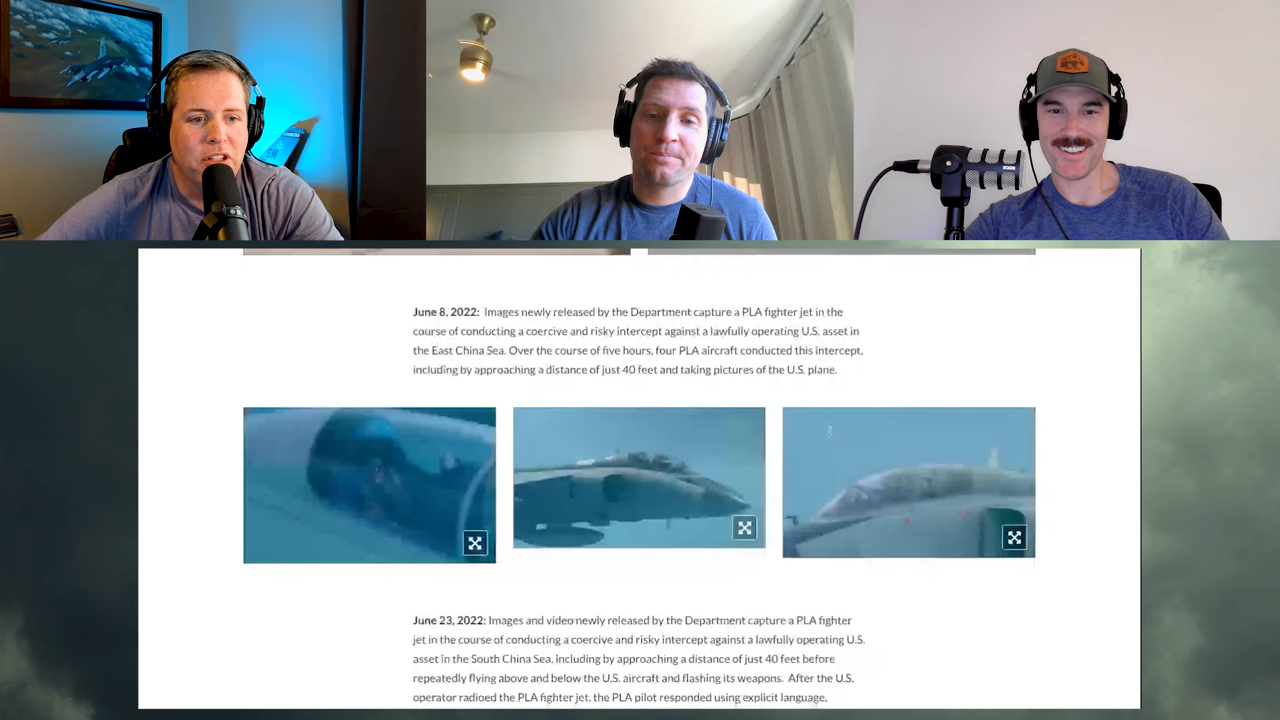 SW
June 8, 2022: Images newly released by the Department capture a PLA fighter jet in the
course of conducting a coercive and risky intercept against a lawfully operating U.S. asset in
the East China Sea. Over the course of five hours, four PLA aircraft conducted this intercept,
including by approaching a distance of just 40 feet and taking pictures of the U.S. plane.
June 23, 2022: Images and video newly released by the Department capture a PLA fighter
jet in the course of conducting a coercive and risky intercept against a lawfully operating U.S.
asset in the South China Sea, including by approaching a distance of just 40 feet before
repeatedly flying above and below the U.S. aircraft and flashing its weapons. After the U.S.
operator radioed the PLA fighter jet, the PLA pilot responded using explicit language,